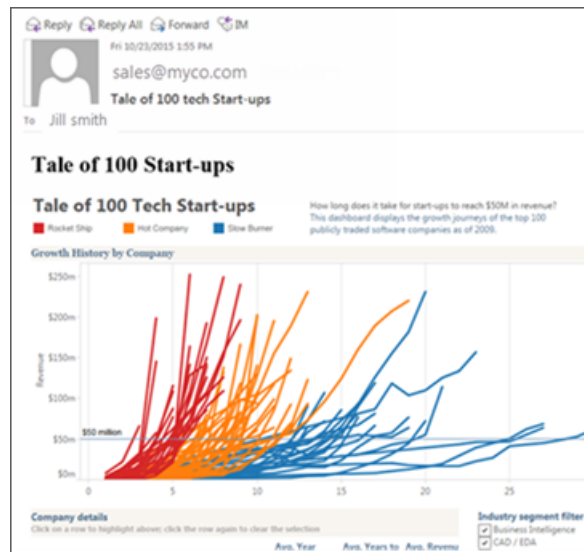 Reply Reply All Forward IM
Fri 10/23/2015 1:55 PM
sales@myco.com
Tale of 100 tech Start-ups
To Jill smith
Tale of 100 Start-ups
Tale of 100 Tech Start-ups
Rocket Ship Hot Company Slow Burner
How long does it take for start-ups to reach $50M in revenue?
This dashboard displays the growth journeys of the top 100
publicly traded software companies as of 2009.
Growth History by Company
$250m
$200m
$150m
$100m
$50m
$0m
Revenue
$50 million
0 5 10 15 20 25
Company details
Click on a row to highlight above; click the row again to clear the selection
Avg. Year Avg. Years to Avg. Revenu
Industry segment filter
Business Intelligence
CAD / EDA